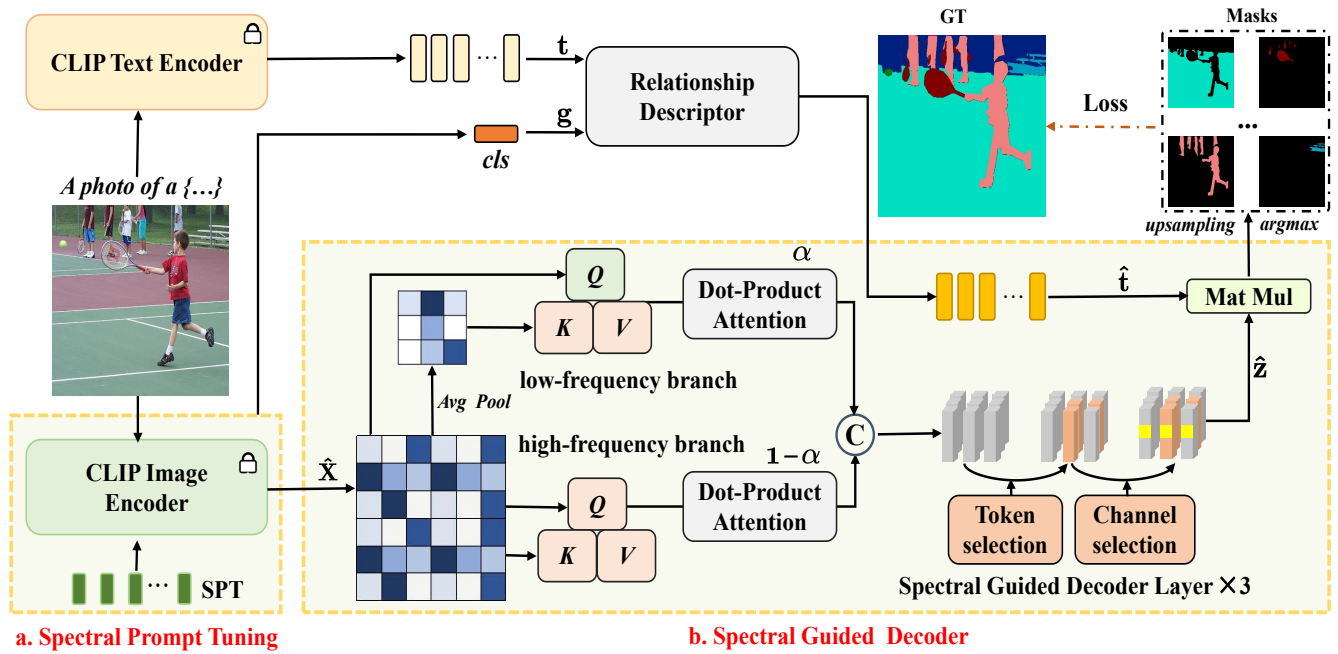 CLIP Text Encoder
t
g
cls
Relationship
Descriptor
GT
Loss
Masks
...
upsampling
argmax
A photo of a {...}
CLIP Image
Encoder
SPT
a. Spectral Prompt Tuning
x̂
Avg Pool
Q
K
V
low-frequency branch
α
Dot-Product
Attention
high-frequency branch
Q
K
V
1-α
Dot-Product
Attention
C
t̂
Mat Mul
ẑ
Token
selection
Channel
selection
Spectral Guided Decoder Layer ×3
b. Spectral Guided Decoder